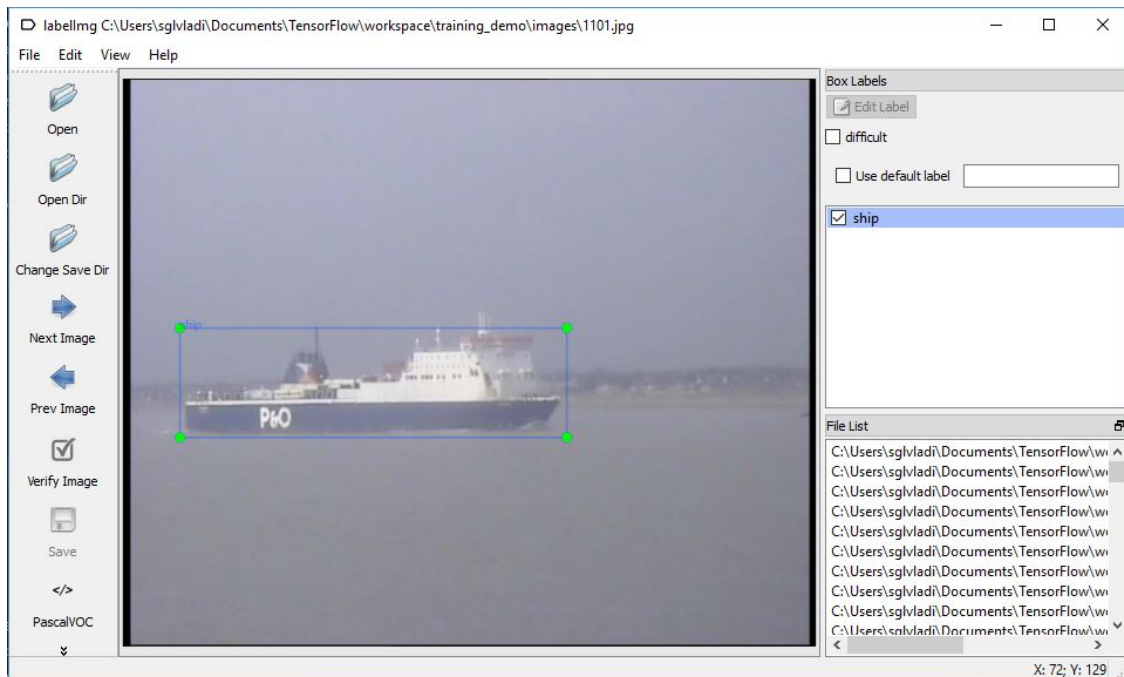 labelImg C:\Users\sglvladi\Documents\TensorFlow\workspace\training_demo\images\1101.jpg
File Edit View Help
Open
Open Dir
Change Save Dir
Next Image
Prev Image
Verify Image
Save
</>
PascalVOC
ship
P&O
Box Labels
Edit Label
difficult
Use default label
ship
File List
C:\Users\sglvladi\Documents\TensorFlow\w
C:\Users\sglvladi\Documents\TensorFlow\w
C:\Users\sglvladi\Documents\TensorFlow\w
C:\Users\sglvladi\Documents\TensorFlow\w
C:\Users\sglvladi\Documents\TensorFlow\w
C:\Users\sglvladi\Documents\TensorFlow\w
C:\Users\sglvladi\Documents\TensorFlow\w
C:\Users\sglvladi\Documents\TensorFlow\w
C:\Users\sglvladi\Documents\TensorFlow\w
C:\Users\sglvladi\Documents\TensorFlow\w
X: 72; Y: 129